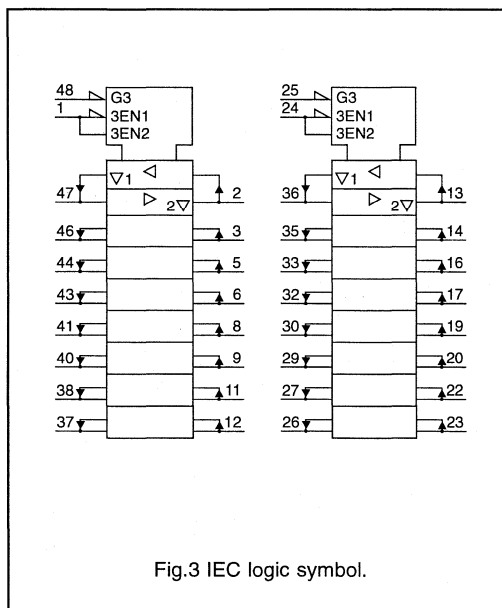 48 G3
1 3EN1
3EN2
1
47 2
2
46 3
44 5
43 6
41 8
40 9
38 11
37 12
25 G3
24 3EN1
3EN2
1
36 13
2
35 14
33 16
32 17
30 19
29 20
27 22
26 23
Fig.3 IEC logic symbol.